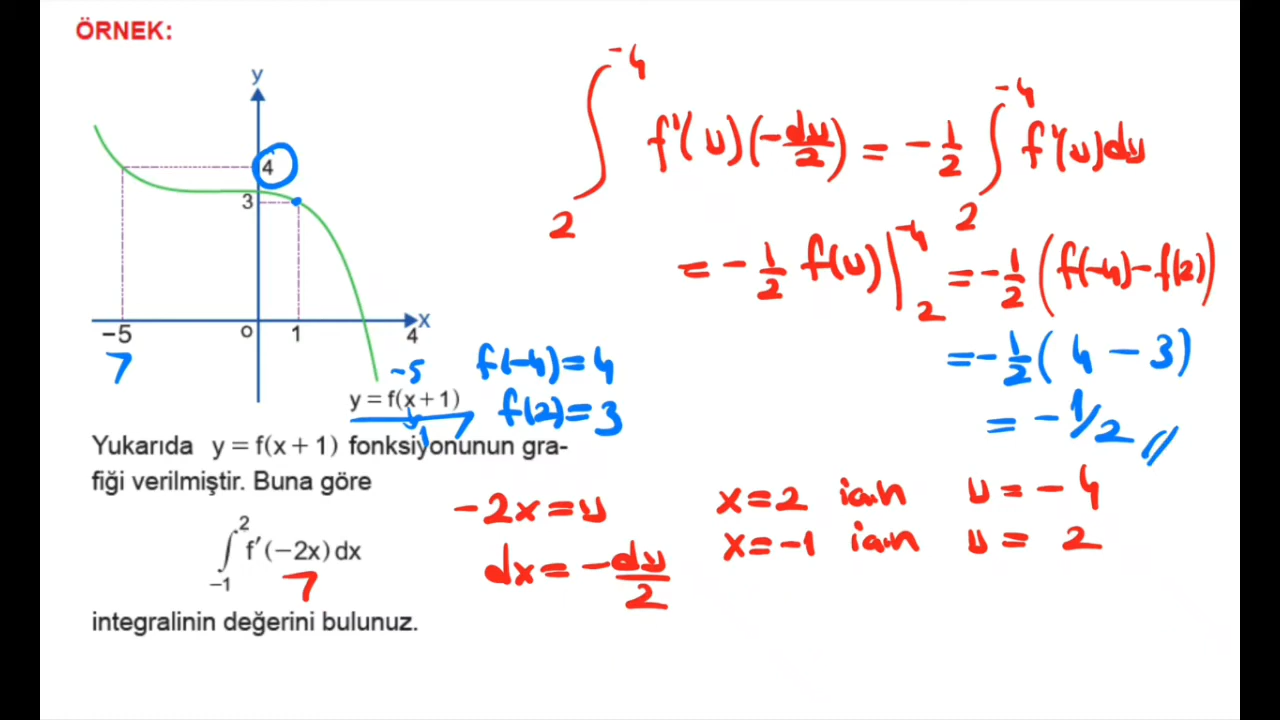 ÖRNEK:
y
4
3
−5
O
1
4
x
7
-5
y = f(x + 1)
1
f(-4) = 4
f(2) = 3
Yukarıda y = f(x + 1) fonksiyonunun gra-
fiği verilmiştir. Buna göre
∫_{−1}^{2} f′(−2x) dx
integralinin değerini bulunuz.
-2x = u
dx = -du/2
x = 2 için u = -4
x = -1 için u = 2
∫_{2}^{-4} f'(u)(-du/2) = -1/2 ∫_{2}^{-4} f'(u)du
= -1/2 f(u)|_{2}^{-4} = -1/2 (f(-4) - f(2))
= -1/2 (4 - 3)
= -1/2 //